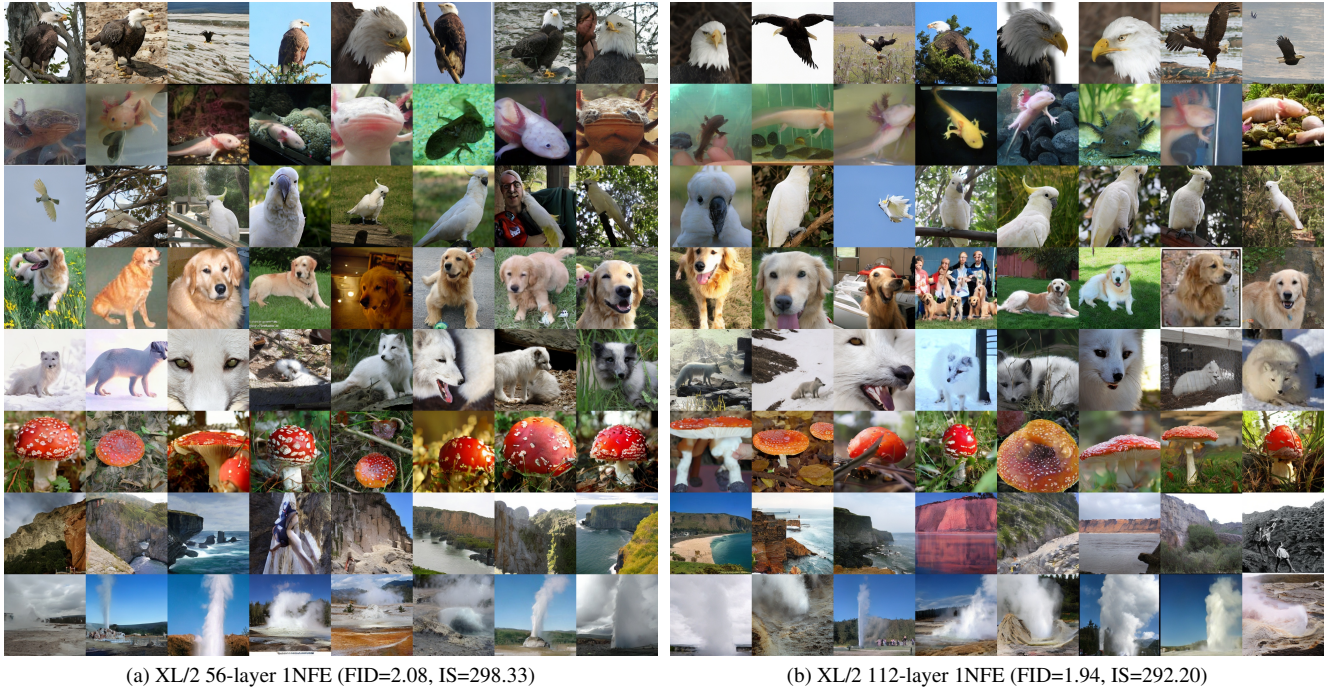 (a) XL/2 56-layer 1NFE (FID=2.08, IS=298.33)
(b) XL/2 112-layer 1NFE (FID=1.94, IS=292.20)